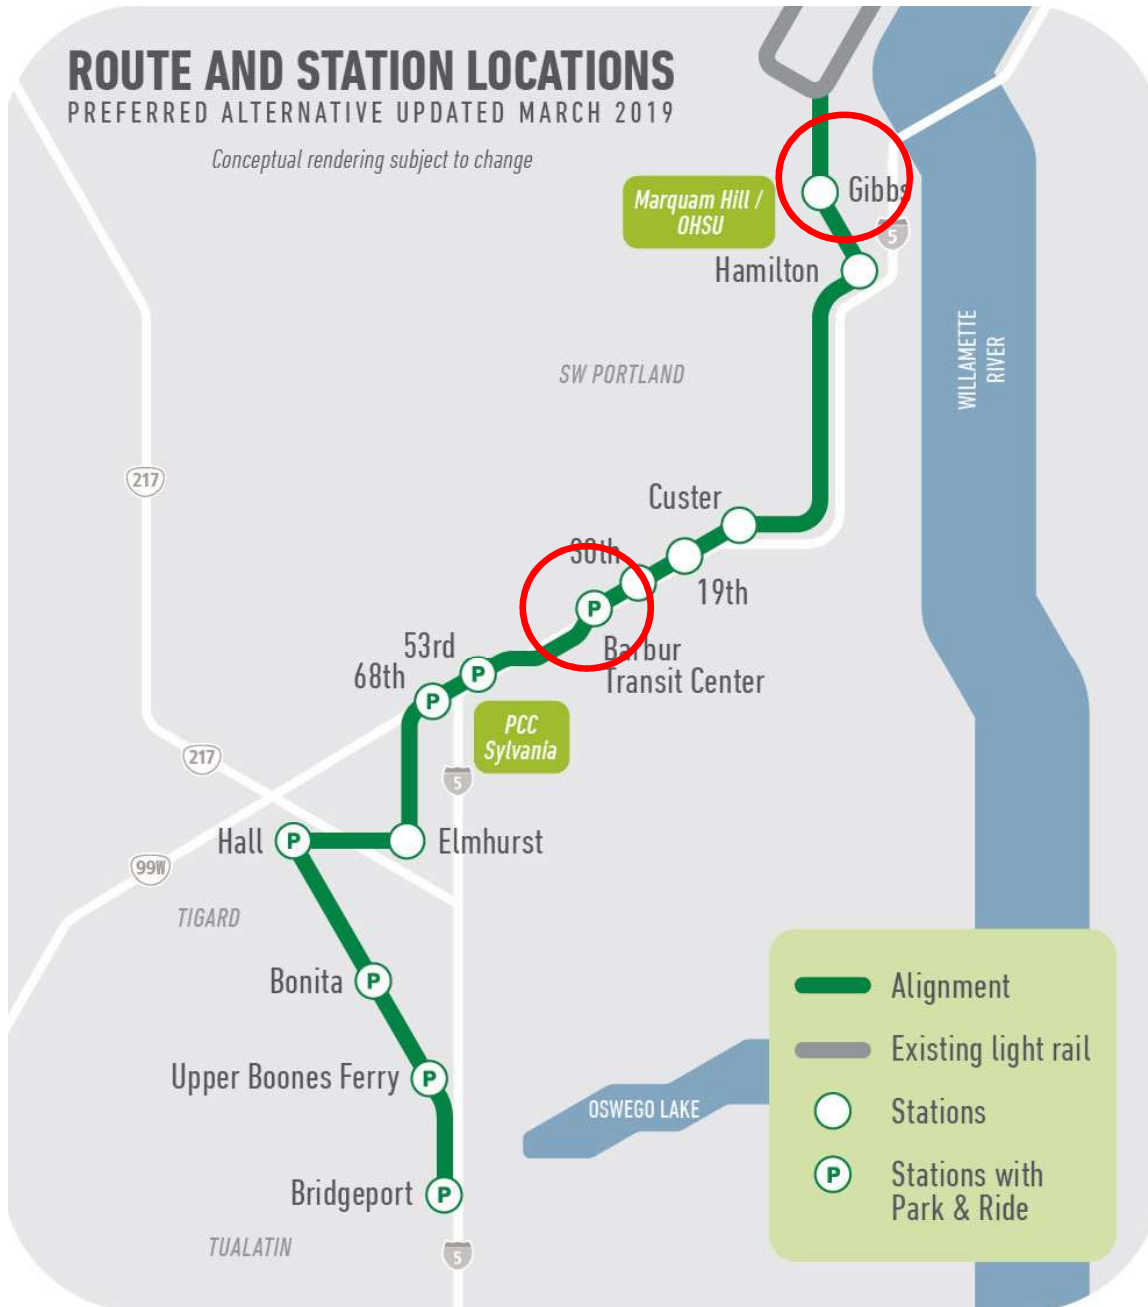 ROUTE AND STATION LOCATIONS
PREFERRED ALTERNATIVE UPDATED MARCH 2019
Conceptual rendering subject to change
Marquam Hill /
OHSU
Gibbs
5
Hamilton
SW PORTLAND
WILLAMETTE
RIVER
217
Custer
30th
19th
P
Barbur
Transit Center
53rd
P
68th
P
PCC
Sylvania
217
5
Hall
P
Elmhurst
99W
TIGARD
Bonita
P
Upper Boones Ferry
P
OSWEGO LAKE
Bridgeport
P
TUALATIN
5
Alignment
Existing light rail
Stations
P
Stations with
Park & Ride